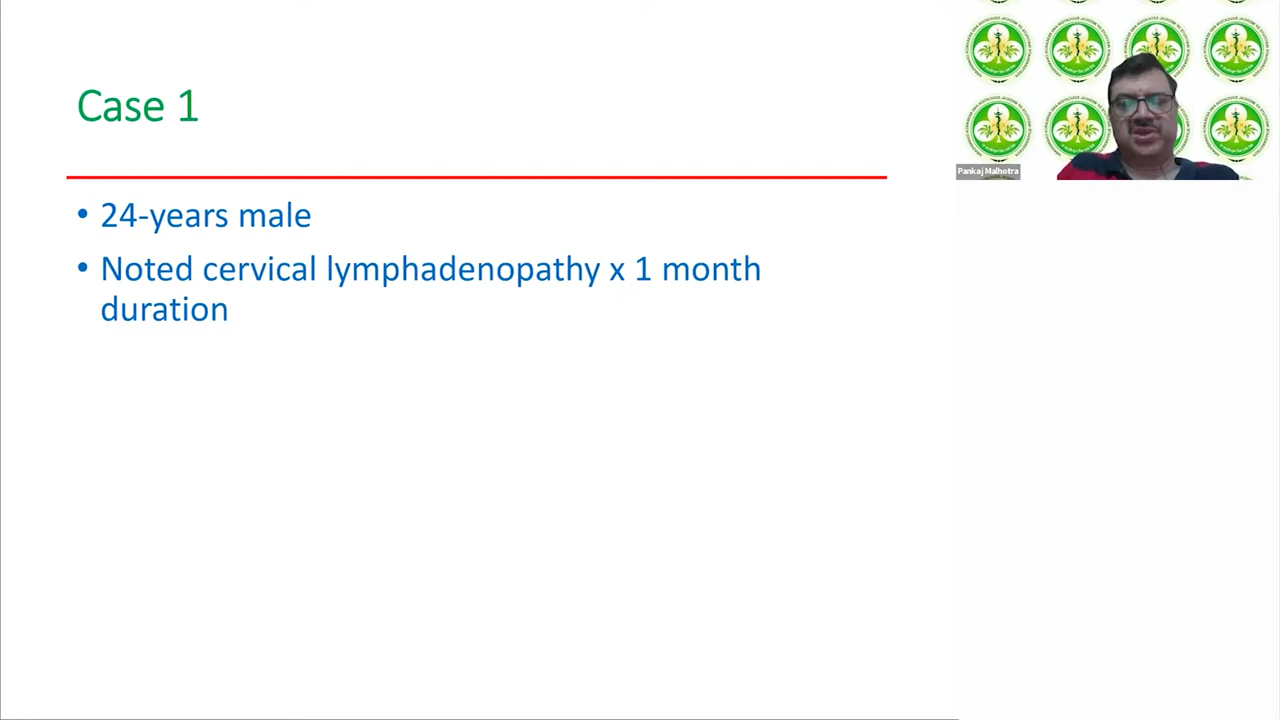 Case 1
• 24-years male
• Noted cervical lymphadenopathy x 1 month
duration
Pankaj Malhotra